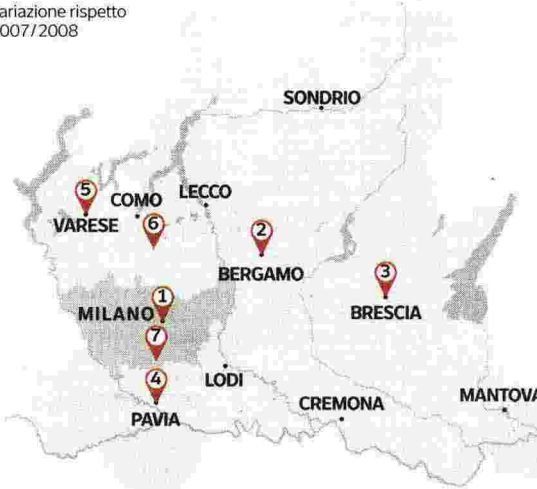 ariazione rispetto
007/2008
SONDRIO
5
COMO
LECCO
VARESE
6
2
BERGAMO
3
BRESCIA
1
MILANO
7
4
LODI
PAVIA
CREMONA
MANTOVA